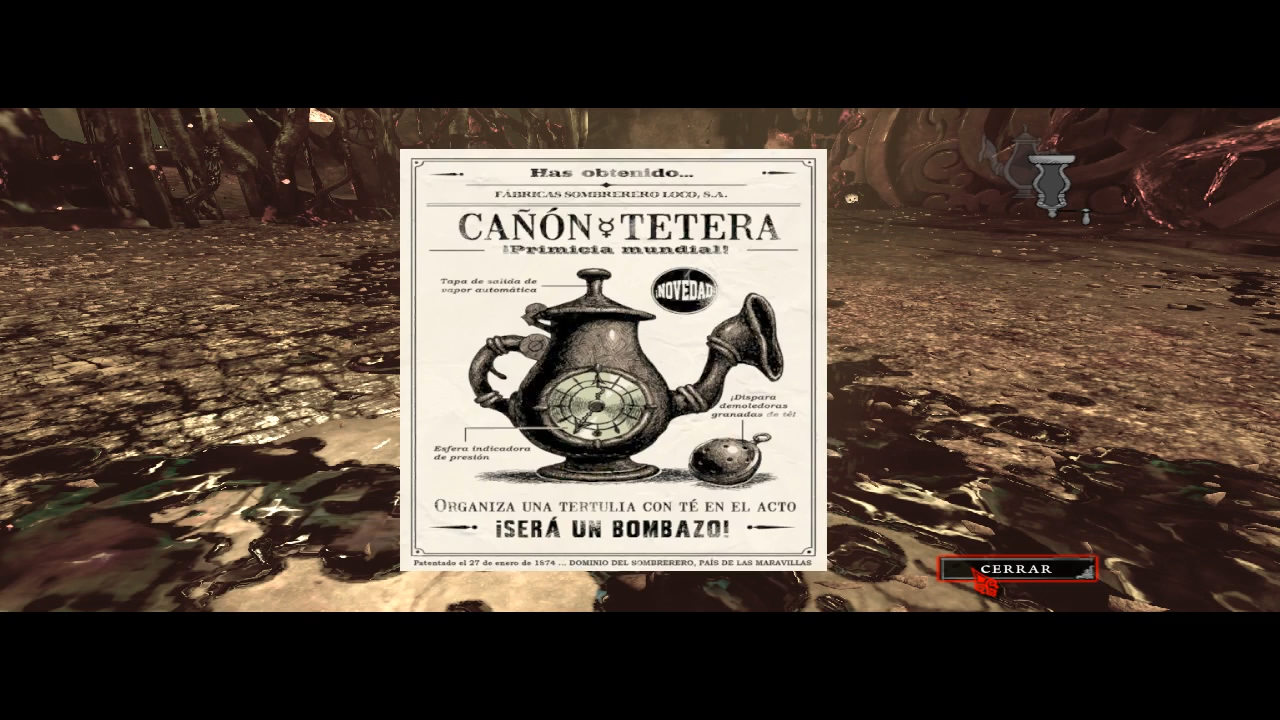 Has obtenido...
FÁBRICAS SOMBRERERO LOCO, S.A.
CAÑÓN TETERA
¡Primicia mundial!
Tapa de salida de
vapor automática
¡NOVEDAD!
¡Dispara
demoledoras
granadas de té!
Esfera indicadora
de presión
ORGANIZA UNA TERTULIA CON TÉ EN EL ACTO
¡SERÁ UN BOMBAZO!
Patentado el 27 de enero de 1874 ... DOMINIO DEL SOMBRERERO, PAÍS DE LAS MARAVILLAS
CERRAR